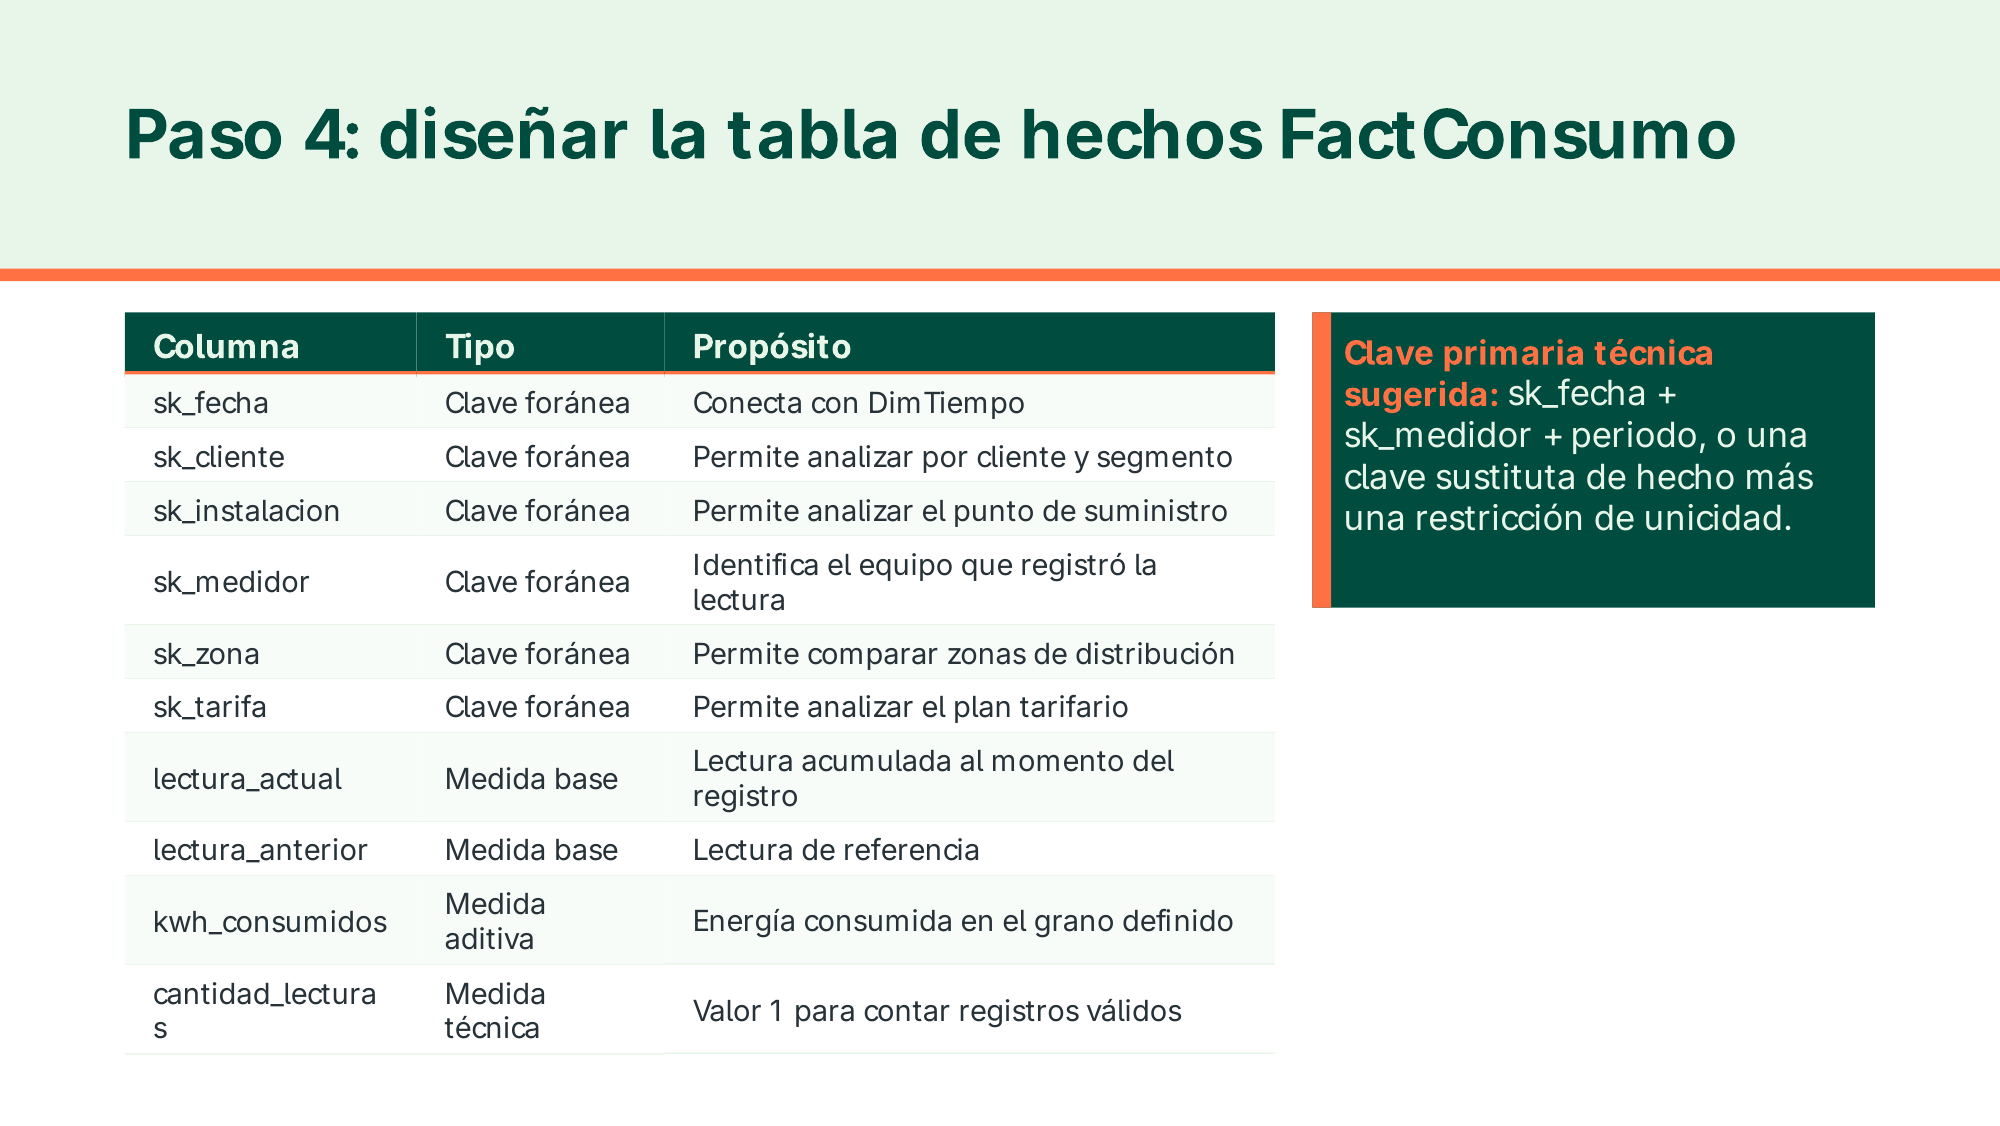 Paso 4: diseñar la tabla de hechos FactConsumo
Columna Tipo Propósito
sk_fecha Clave foránea Conecta con DimTiempo
sk_cliente Clave foránea Permite analizar por cliente y segmento
sk_instalacion Clave foránea Permite analizar el punto de suministro
sk_medidor Clave foránea Identifica el equipo que registró la
lectura
sk_zona Clave foránea Permite comparar zonas de distribución
sk_tarifa Clave foránea Permite analizar el plan tarifario
lectura_actual Medida base Lectura acumulada al momento del
registro
lectura_anterior Medida base Lectura de referencia
kwh_consumidos Medida
aditiva Energía consumida en el grano definido
cantidad_lectura
s Medida
técnica Valor 1 para contar registros válidos
Clave primaria técnica
sugerida: sk_fecha +
sk_medidor + periodo, o una
clave sustituta de hecho más
una restricción de unicidad.